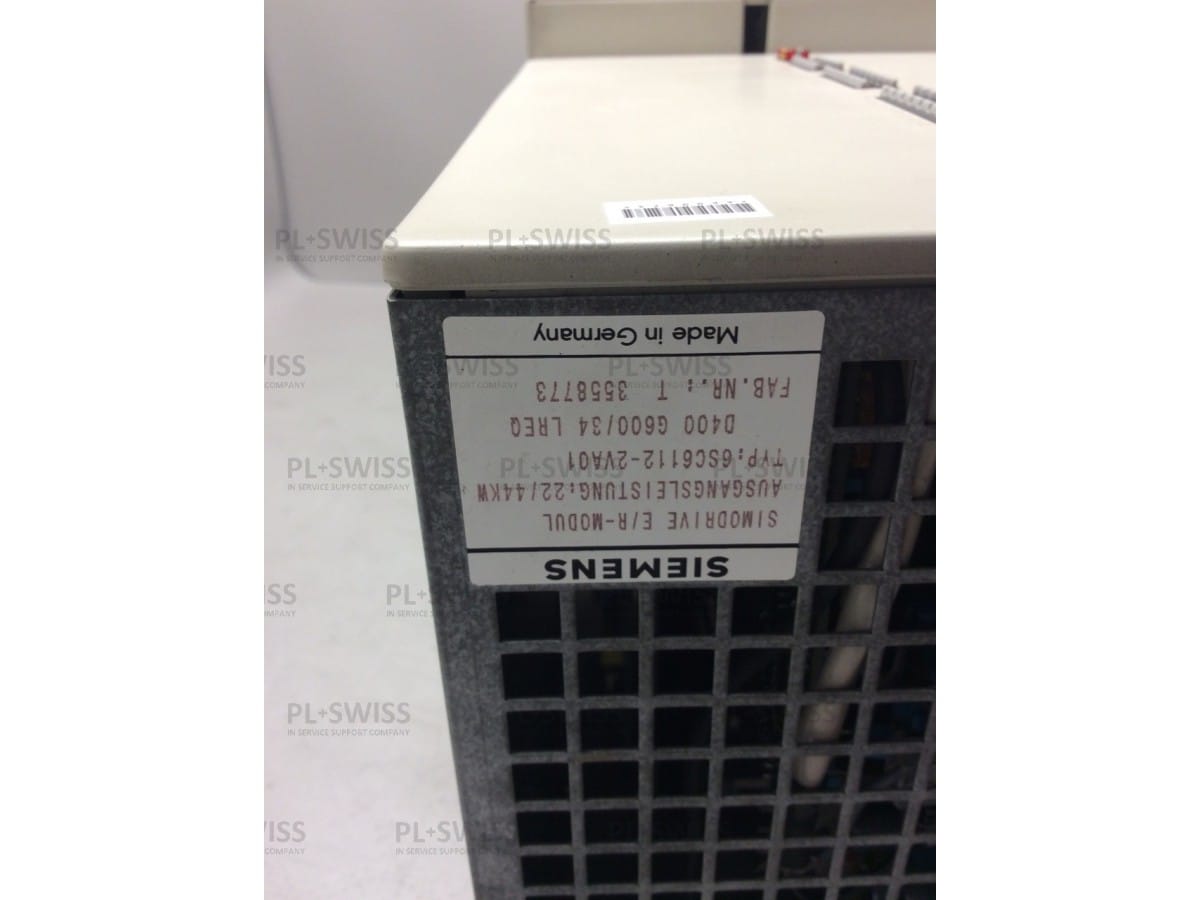 SIEMENS
SIMODRIVE E/R-MODUL
AUSGANGSLEISTUNG:22/44KW
TYP:6SC6112-2VA01
D400 G600/34 LREQ
FAB.NR.: T 3558773
Made in Germany
PL+SWISS
IN SERVICE SUPPORT COMPANY